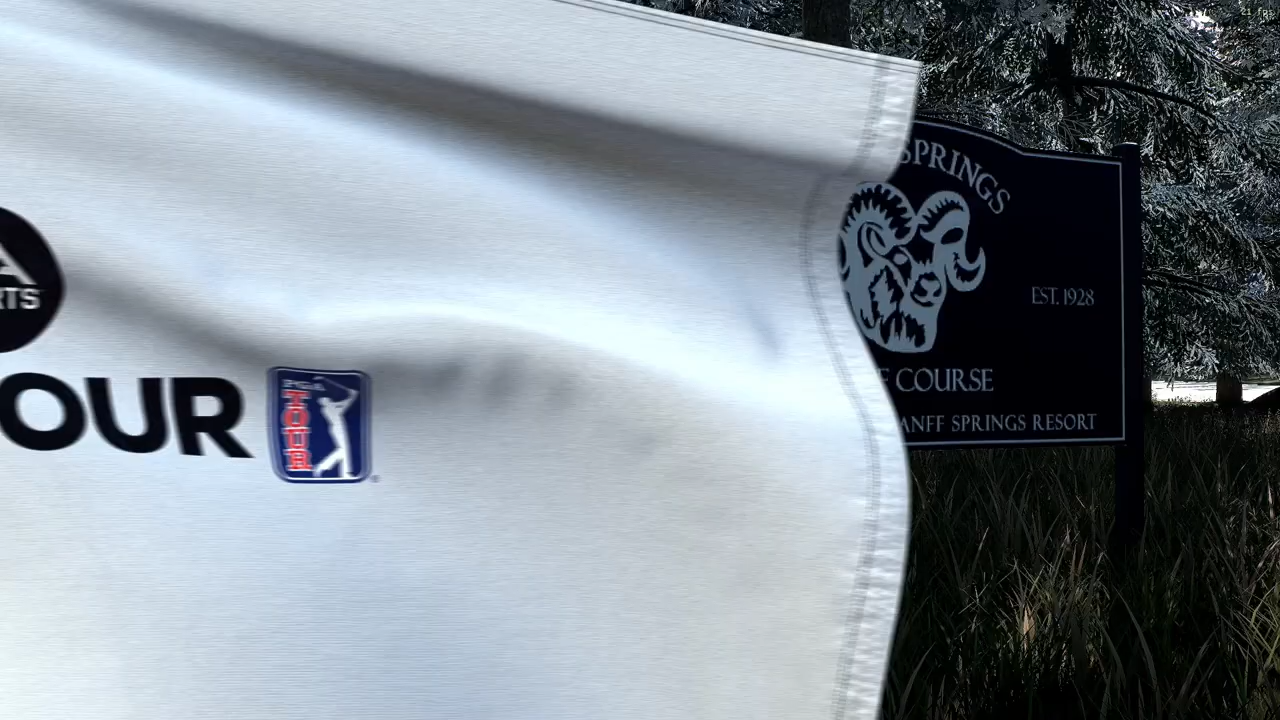 SPRINGS
EST. 1928
F COURSE
ANFF SPRINGS RESORT
A
RTS
OUR
PGA
TOUR